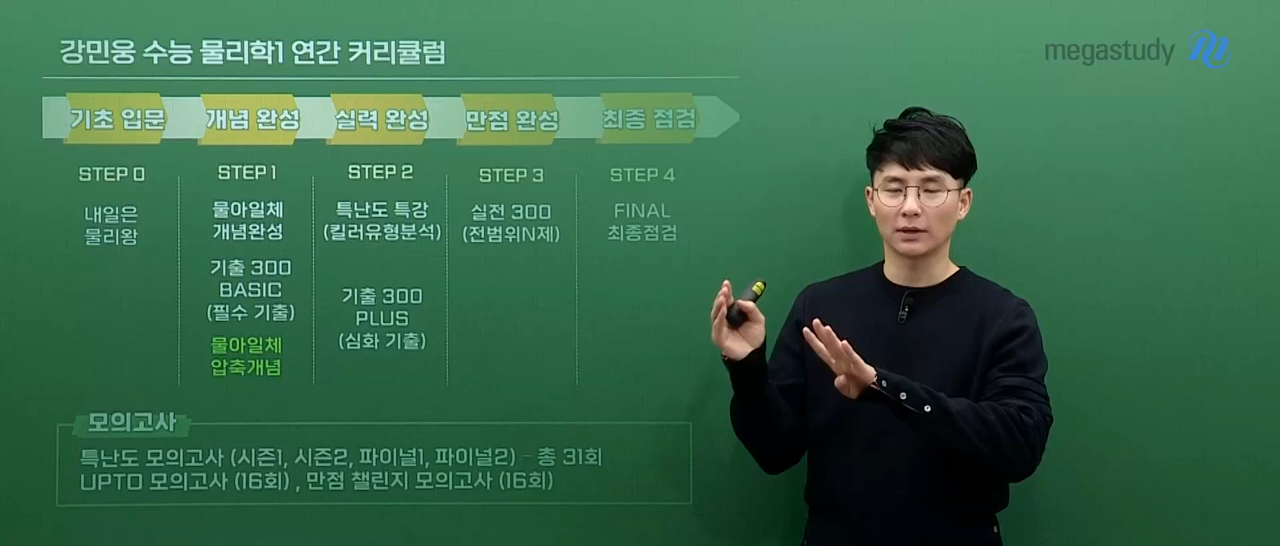 강민웅 수능 물리학1 연간 커리큘럼
megastudy
기초 입문
개념 완성
실력 완성
만점 완성
최종 점검
STEP 0
STEP 1
STEP 2
STEP 3
STEP 4
내일은
물리왕
물아일체
개념완성
기출 300
BASIC
(필수 기출)
물아일체
압축개념
특난도 특강
(킬러유형분석)
기출 300
PLUS
(심화 기출)
실전 300
(전범위N제)
FINAL
최종점검
모의고사
특난도 모의고사 (시즌1, 시즌2, 파이널1, 파이널2) - 총 31회
UPTO 모의고사 (16회) , 만점 챌린지 모의고사 (16회)